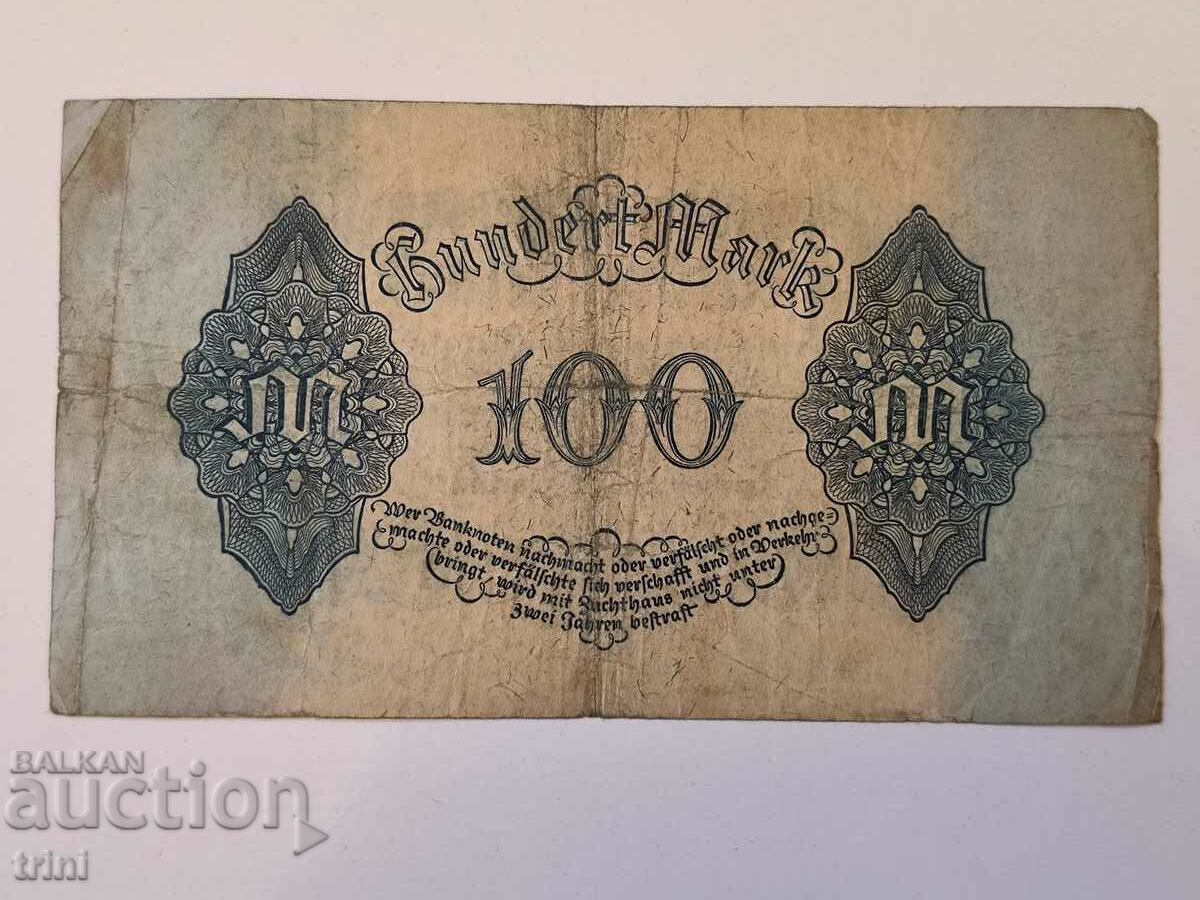 Hundert Mark
M
100
M
Wer Banknoten nachmacht oder verfälscht oder nachge=
machte oder verfälschte sich verschafft und in Verkehr
bringt, wird mit Zuchthaus nicht unter
zwei Jahren bestraft
BALKAN
auction
trini